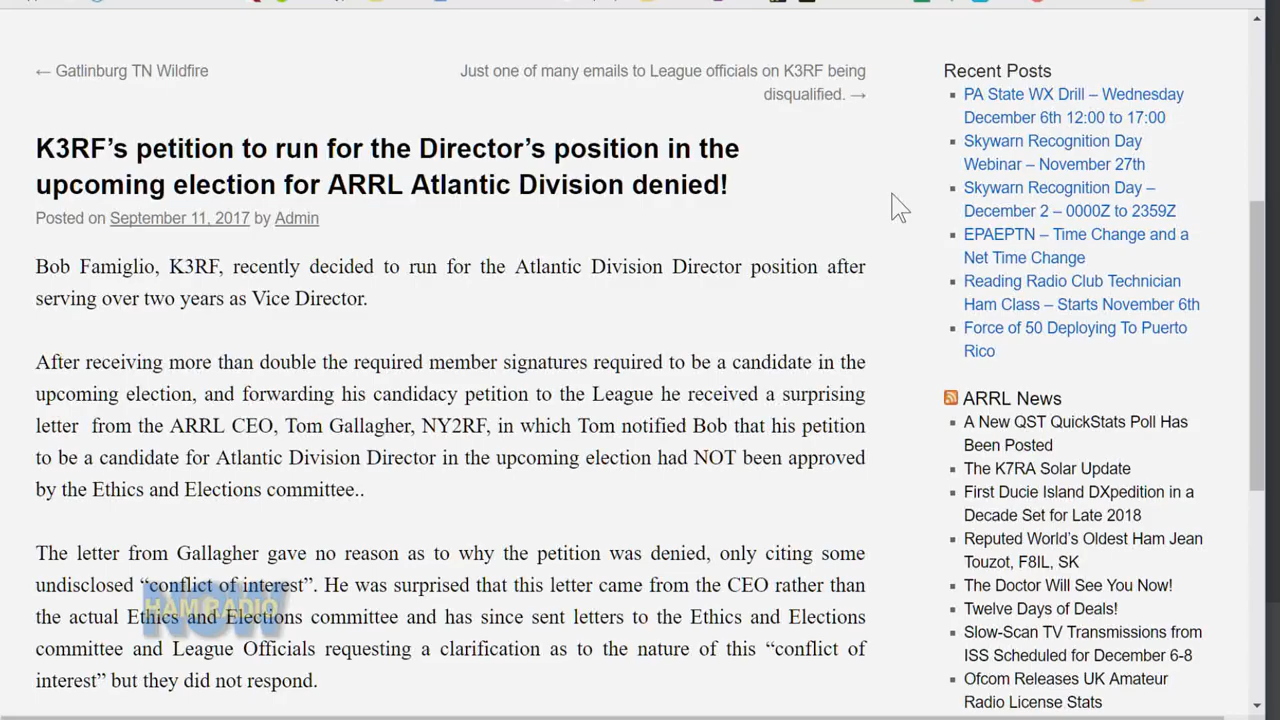 ← Gatlinburg TN Wildfire
Just one of many emails to League officials on K3RF being
disqualified. →
K3RF’s petition to run for the Director’s position in the
upcoming election for ARRL Atlantic Division denied!
Posted on September 11, 2017 by Admin
Bob Famiglio, K3RF, recently decided to run for the Atlantic Division Director position after
serving over two years as Vice Director.
After receiving more than double the required member signatures required to be a candidate in the
upcoming election, and forwarding his candidacy petition to the League he received a surprising
letter from the ARRL CEO, Tom Gallagher, NY2RF, in which Tom notified Bob that his petition
to be a candidate for Atlantic Division Director in the upcoming election had NOT been approved
by the Ethics and Elections committee..
The letter from Gallagher gave no reason as to why the petition was denied, only citing some
undisclosed “conflict of interest”. He was surprised that this letter came from the CEO rather than
the actual Ethics and Elections committee and has since sent letters to the Ethics and Elections
committee and League Officials requesting a clarification as to the nature of this “conflict of
interest” but they did not respond.
HAM RADIO
NOW
Recent Posts
PA State WX Drill – Wednesday
December 6th 12:00 to 17:00
Skywarn Recognition Day
Webinar – November 27th
Skywarn Recognition Day –
December 2 – 0000Z to 2359Z
EPAEPTN – Time Change and a
Net Time Change
Reading Radio Club Technician
Ham Class – Starts November 6th
Force of 50 Deploying To Puerto
Rico
ARRL News
A New QST QuickStats Poll Has
Been Posted
The K7RA Solar Update
First Ducie Island DXpedition in a
Decade Set for Late 2018
Reputed World’s Oldest Ham Jean
Touzot, F8IL, SK
The Doctor Will See You Now!
Twelve Days of Deals!
Slow-Scan TV Transmissions from
ISS Scheduled for December 6-8
Ofcom Releases UK Amateur
Radio License Stats